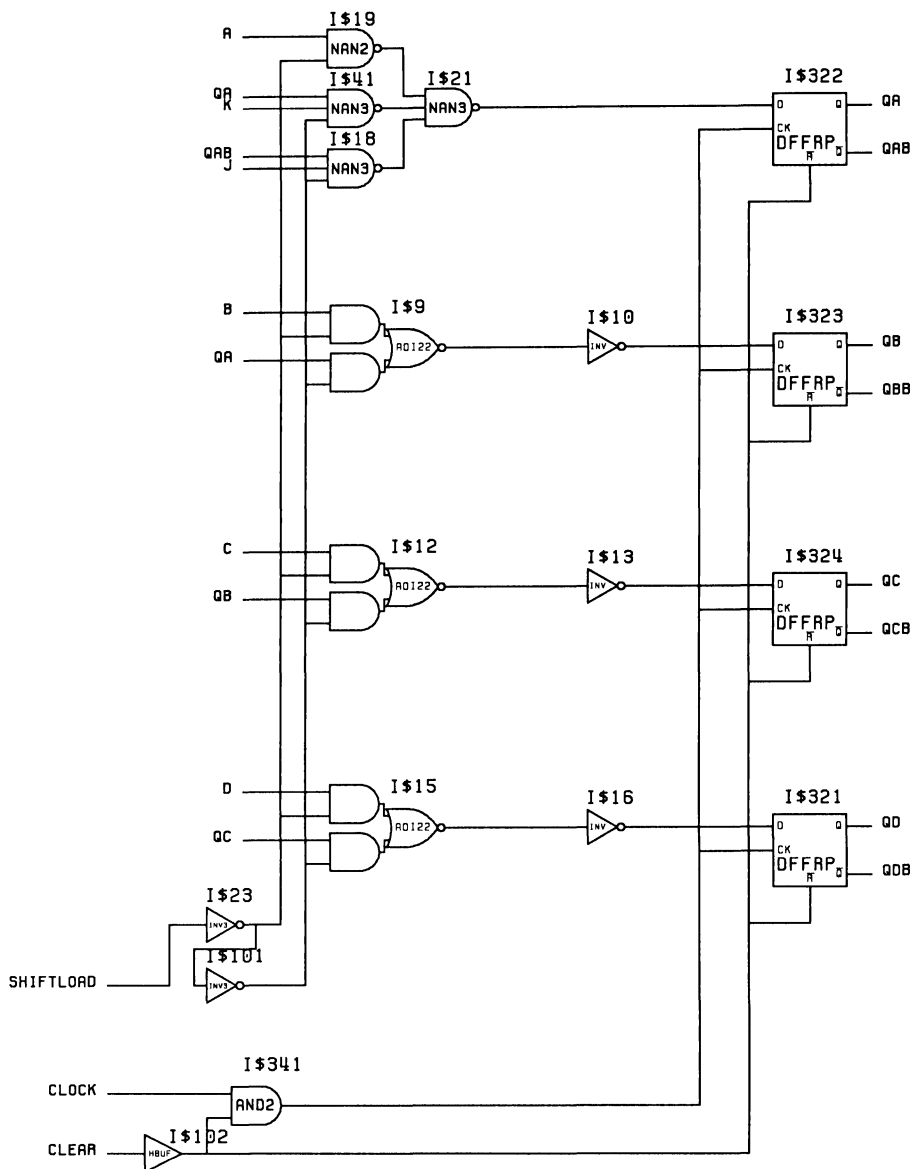 I$19
A
NAN2
I$41
I$21
I$322
QA
K
NAN3
NAN3
D
Q
QA
CK
I$18
DFFRP
QAB
J
NAN3
R
Q
QAB
B
I$9
I$10
I$323
AOI22
INV
D
Q
QB
QA
CK
DFFRP
R
Q
QBB
C
I$12
I$13
I$324
AOI22
INV
D
Q
QC
QB
CK
DFFRP
R
Q
QCB
D
I$15
I$16
I$321
AOI22
INV
D
Q
QD
QC
CK
DFFRP
R
Q
QDB
I$23
INV3
I$101
SHIFTLOAD
INV3
I$341
CLOCK
AND2
I$102
CLEAR
HBUF